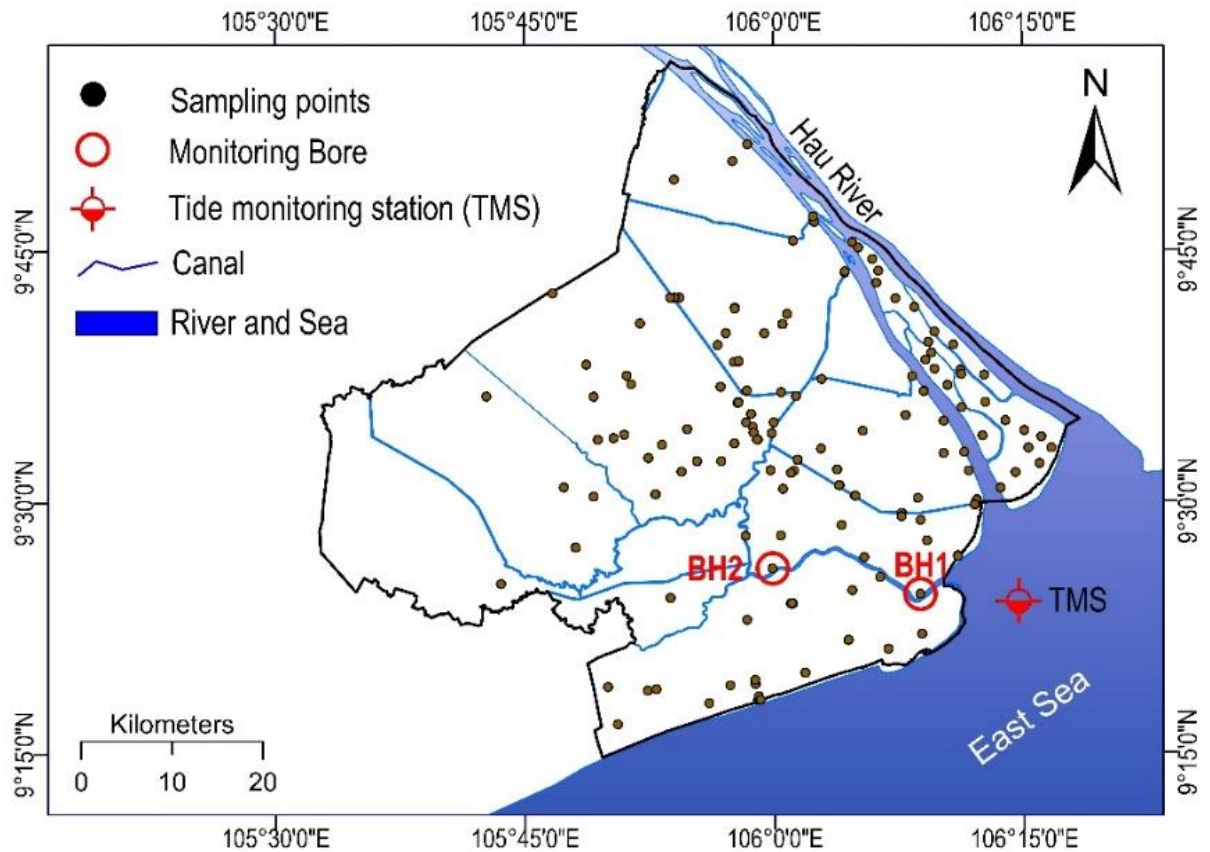 105°30'0"E 105°45'0"E 106°0'0"E 106°15'0"E
N
Sampling points
Monitoring Bore
Tide monitoring station (TMS)
Canal
River and Sea
Hau River
9°45'0"N 9°45'0"N
9°30'0"N 9°30'0"N
BH2 BH1
TMS
East Sea
Kilometers
0 10 20
9°15'0"N 9°15'0"N
105°30'0"E 105°45'0"E 106°0'0"E 106°15'0"E